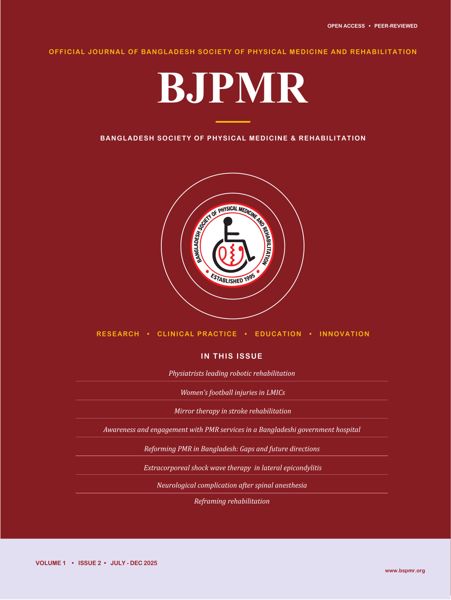 OPEN ACCESS • PEER-REVIEWED
OFFICIAL JOURNAL OF BANGLADESH SOCIETY OF PHYSICAL MEDICINE AND REHABILITATION
BJPMR
BANGLADESH SOCIETY OF PHYSICAL MEDICINE & REHABILITATION
BANGLADESH SOCIETY OF PHYSICAL MEDICINE AND REHABILITATION
ESTABLISHED 1995
RESEARCH • CLINICAL PRACTICE • EDUCATION • INNOVATION
IN THIS ISSUE
Physiatrists leading robotic rehabilitation
Women's football injuries in LMICs
Mirror therapy in stroke rehabilitation
Awareness and engagement with PMR services in a Bangladeshi government hospital
Reforming PMR in Bangladesh: Gaps and future directions
Extracorporeal shock wave therapy in lateral epicondylitis
Neurological complication after spinal anesthesia
Reframing rehabilitation
VOLUME 1 • ISSUE 2 • JULY - DEC 2025
www.bspmr.org